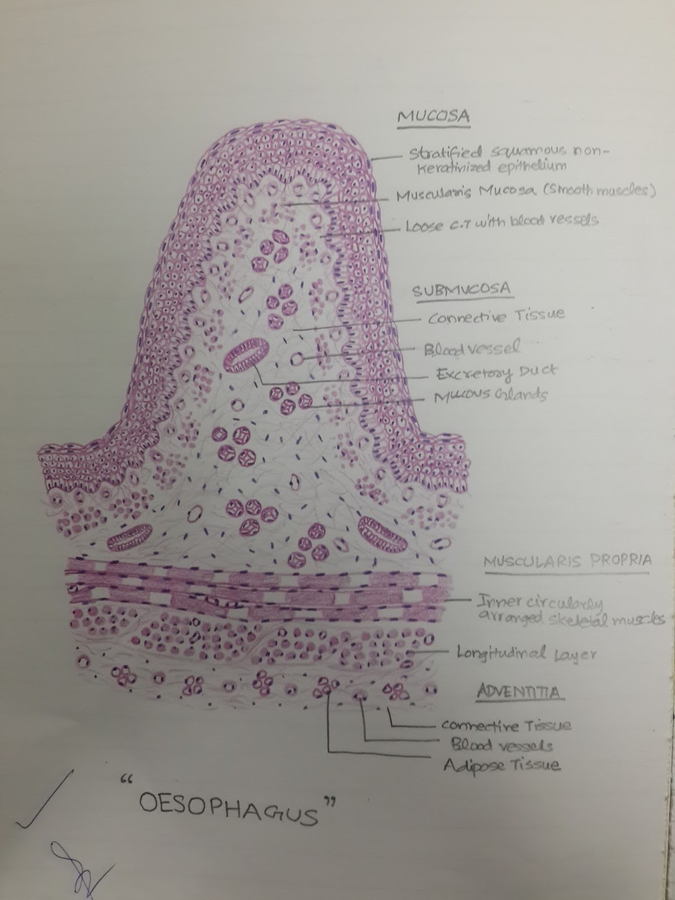 MUCOSA
Stratified squamous non-
keratinized epithelium
Muscularis Mucosa (Smooth muscles)
Loose C.T with blood vessels
SUBMUCOSA
Connective Tissue
Blood vessel
Excretory Duct
Mucous Glands
MUSCULARIS PROPRIA
Inner circularly
arranged skeletal muscles
Longitudinal Layer
ADVENTITIA
Connective Tissue
Blood vessels
Adipose Tissue
"OESOPHAGUS"